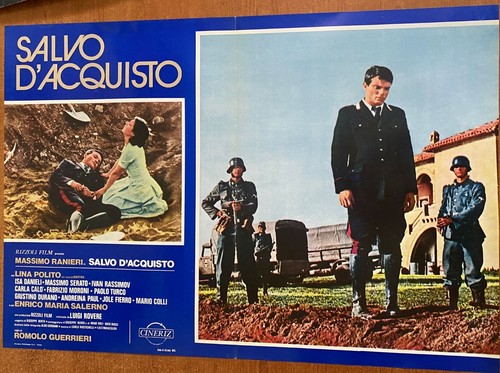 SALVO
D'ACQUISTO
RIZZOLI FILM
MASSIMO RANIERI. SALVO D'ACQUISTO
LINA POLITO
ISA DANIELI · MASSIMO SERATO · IVAN RASSIMOV
CARLA CALÒ · FABRIZIO MORONI · PAOLO TURCO
GIUSTINO DURANO · ANDREINA PAUL · JOLE FIERRO · MARIO COLLI
ENRICO MARIA SALERNO
RIZZOLI FILM LUIGI ROVERE
CINERIZ
ROMOLO GUERRIERI